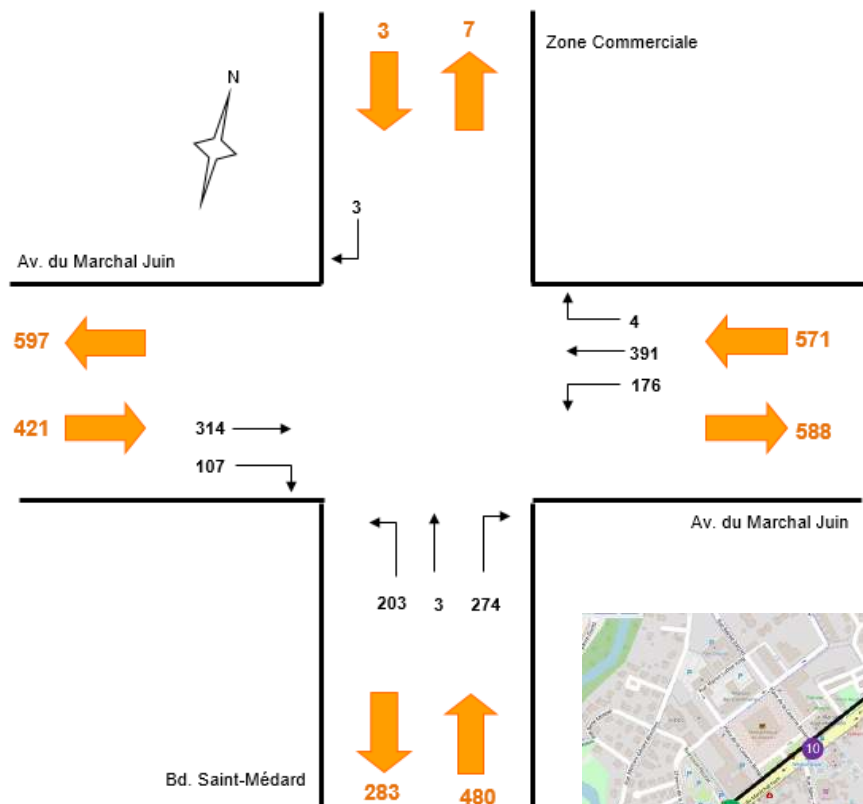 3 7
Zone Commerciale
N
3
Av. du Marchal Juin
4
597
391
571
176
421
314
588
107
Av. du Marchal Juin
203 3 274
10
Bd. Saint-Médard
283 480